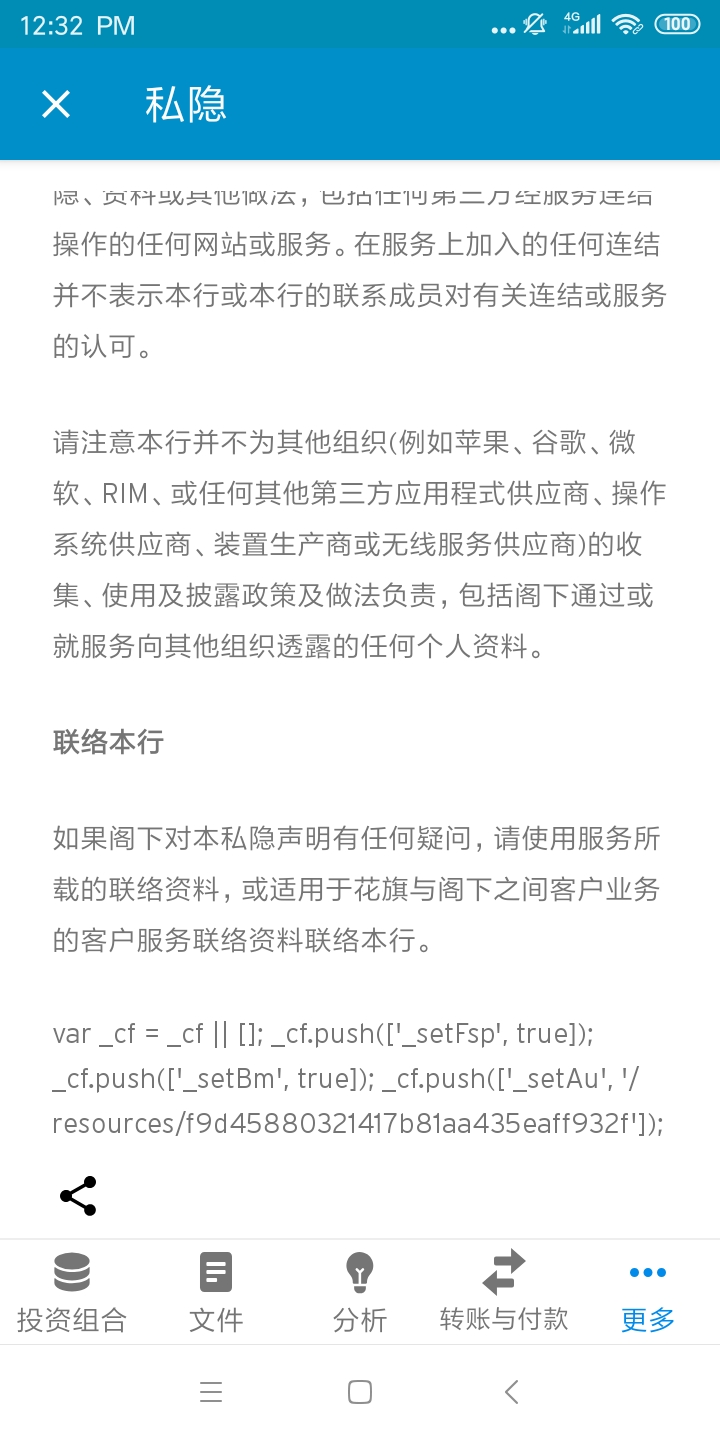 12:32 PM
4G
100
私隐
隐、资料或其他做法，包括任何第三方经服务连结
操作的任何网站或服务。在服务上加入的任何连结
并不表示本行或本行的联系成员对有关连结或服务
的认可。
请注意本行并不为其他组织(例如苹果、谷歌、微
软、RIM、或任何其他第三方应用程式供应商、操作
系统供应商、装置生产商或无线服务供应商)的收
集、使用及披露政策及做法负责，包括阁下通过或
就服务向其他组织透露的任何个人资料。
联络本行
如果阁下对本私隐声明有任何疑问，请使用服务所
载的联络资料，或适用于花旗与阁下之间客户业务
的客户服务联络资料联络本行。
var _cf = _cf || []; _cf.push(['_setFsp', true]);
_cf.push(['_setBm', true]); _cf.push(['_setAu', '/
resources/f9d45880321417b81aa435eaff932f']);
投资组合
文件
分析
转账与付款
更多